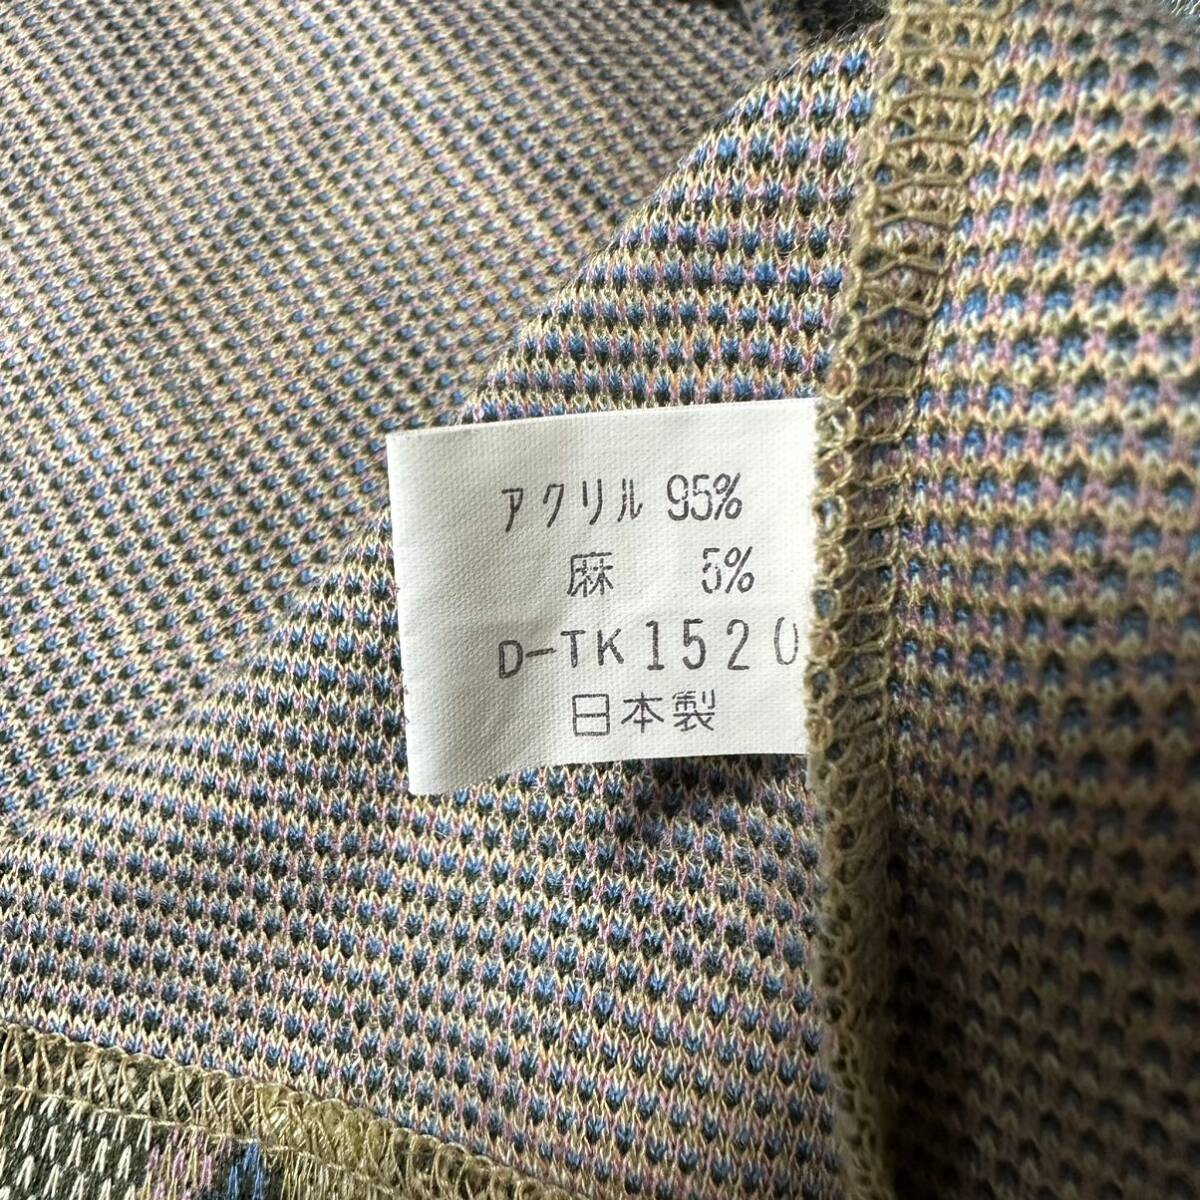 アクリル 95%
麻 5%
D-TK1520
日本製